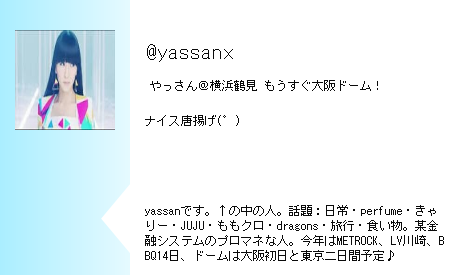 @yassanx
やっさん＠横浜鶴見 もうすぐ大阪ドーム！
ナイス唐揚げ(゜)
yassanです。↑の中の人。話題：日常・perfume・きゃ
りー・JUJU・ももクロ・dragons・旅行・食い物。某金
融システムのプロマネな人。今年はMETROCK、LV川崎、B
BQ14日、ドームは大阪初日と東京二日間予定♪